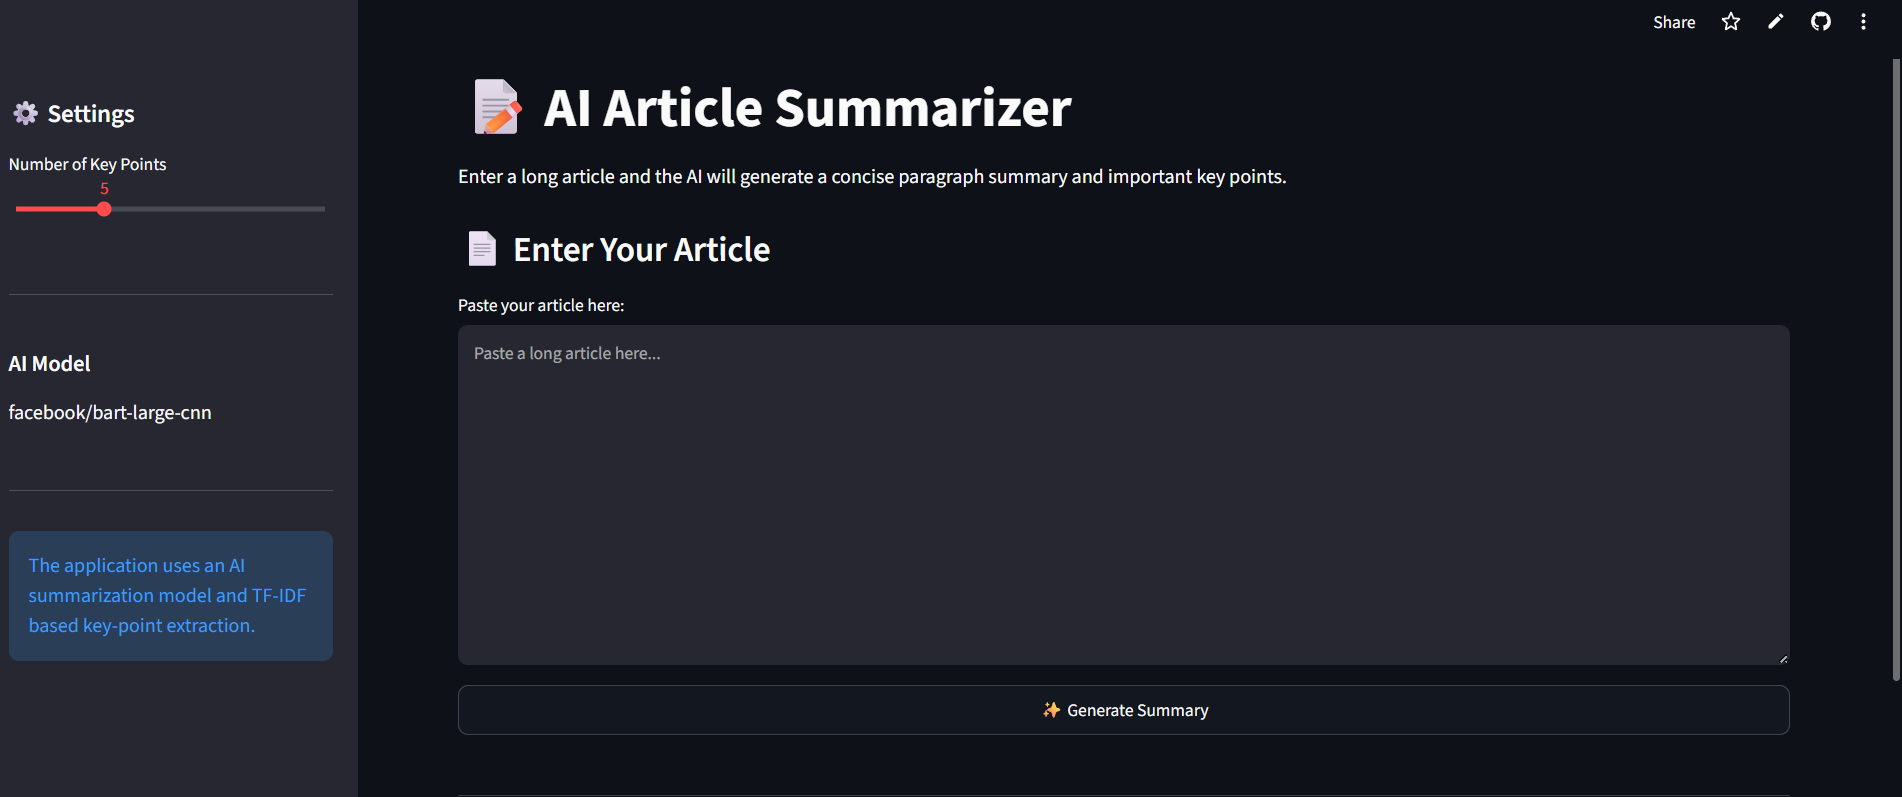 Share
Settings
Number of Key Points
5
AI Model
facebook/bart-large-cnn
The application uses an AI
summarization model and TF-IDF
based key-point extraction.
AI Article Summarizer
Enter a long article and the AI will generate a concise paragraph summary and important key points.
Enter Your Article
Paste your article here:
Paste a long article here...
Generate Summary